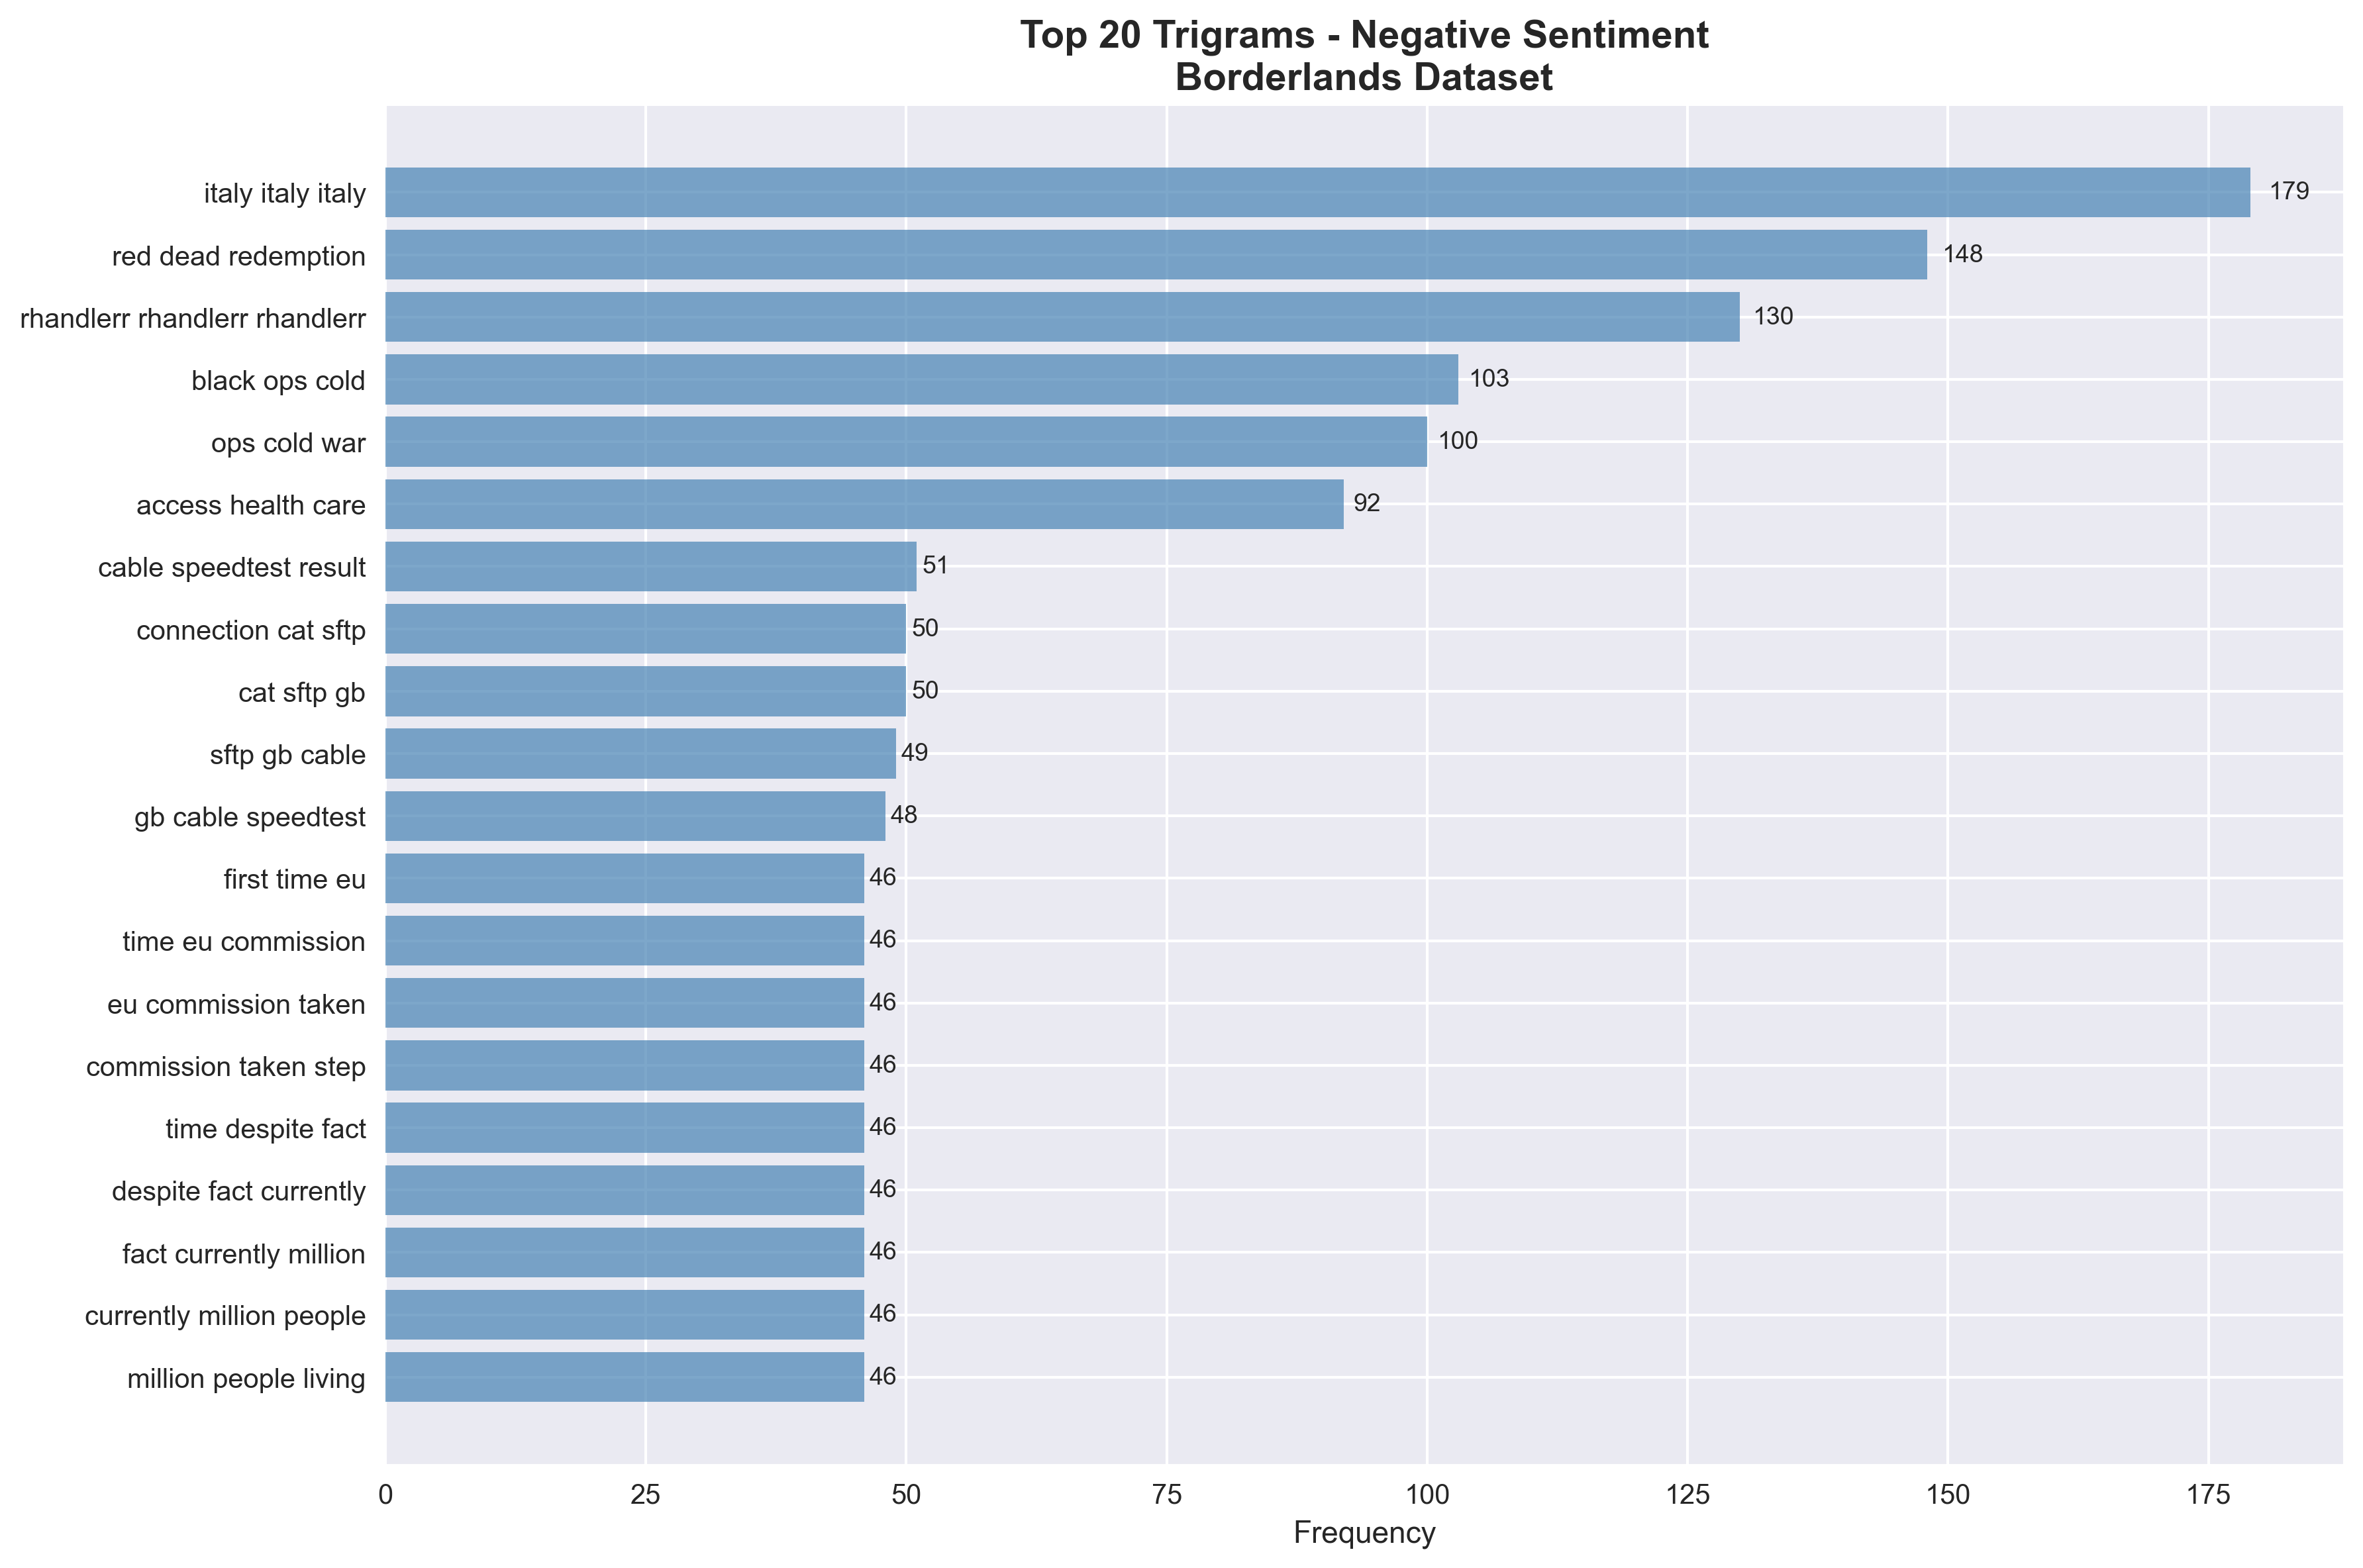 Top 20 Trigrams - Negative Sentiment
Borderlands Dataset
italy italy italy 179
red dead redemption 148
rhandlerr rhandlerr rhandlerr 130
black ops cold 103
ops cold war 100
access health care 92
cable speedtest result 51
connection cat sftp 50
cat sftp gb 50
sftp gb cable 49
gb cable speedtest 48
first time eu 46
time eu commission 46
eu commission taken 46
commission taken step 46
time despite fact 46
despite fact currently 46
fact currently million 46
currently million people 46
million people living 46
0 25 50 75 100 125 150 175
Frequency